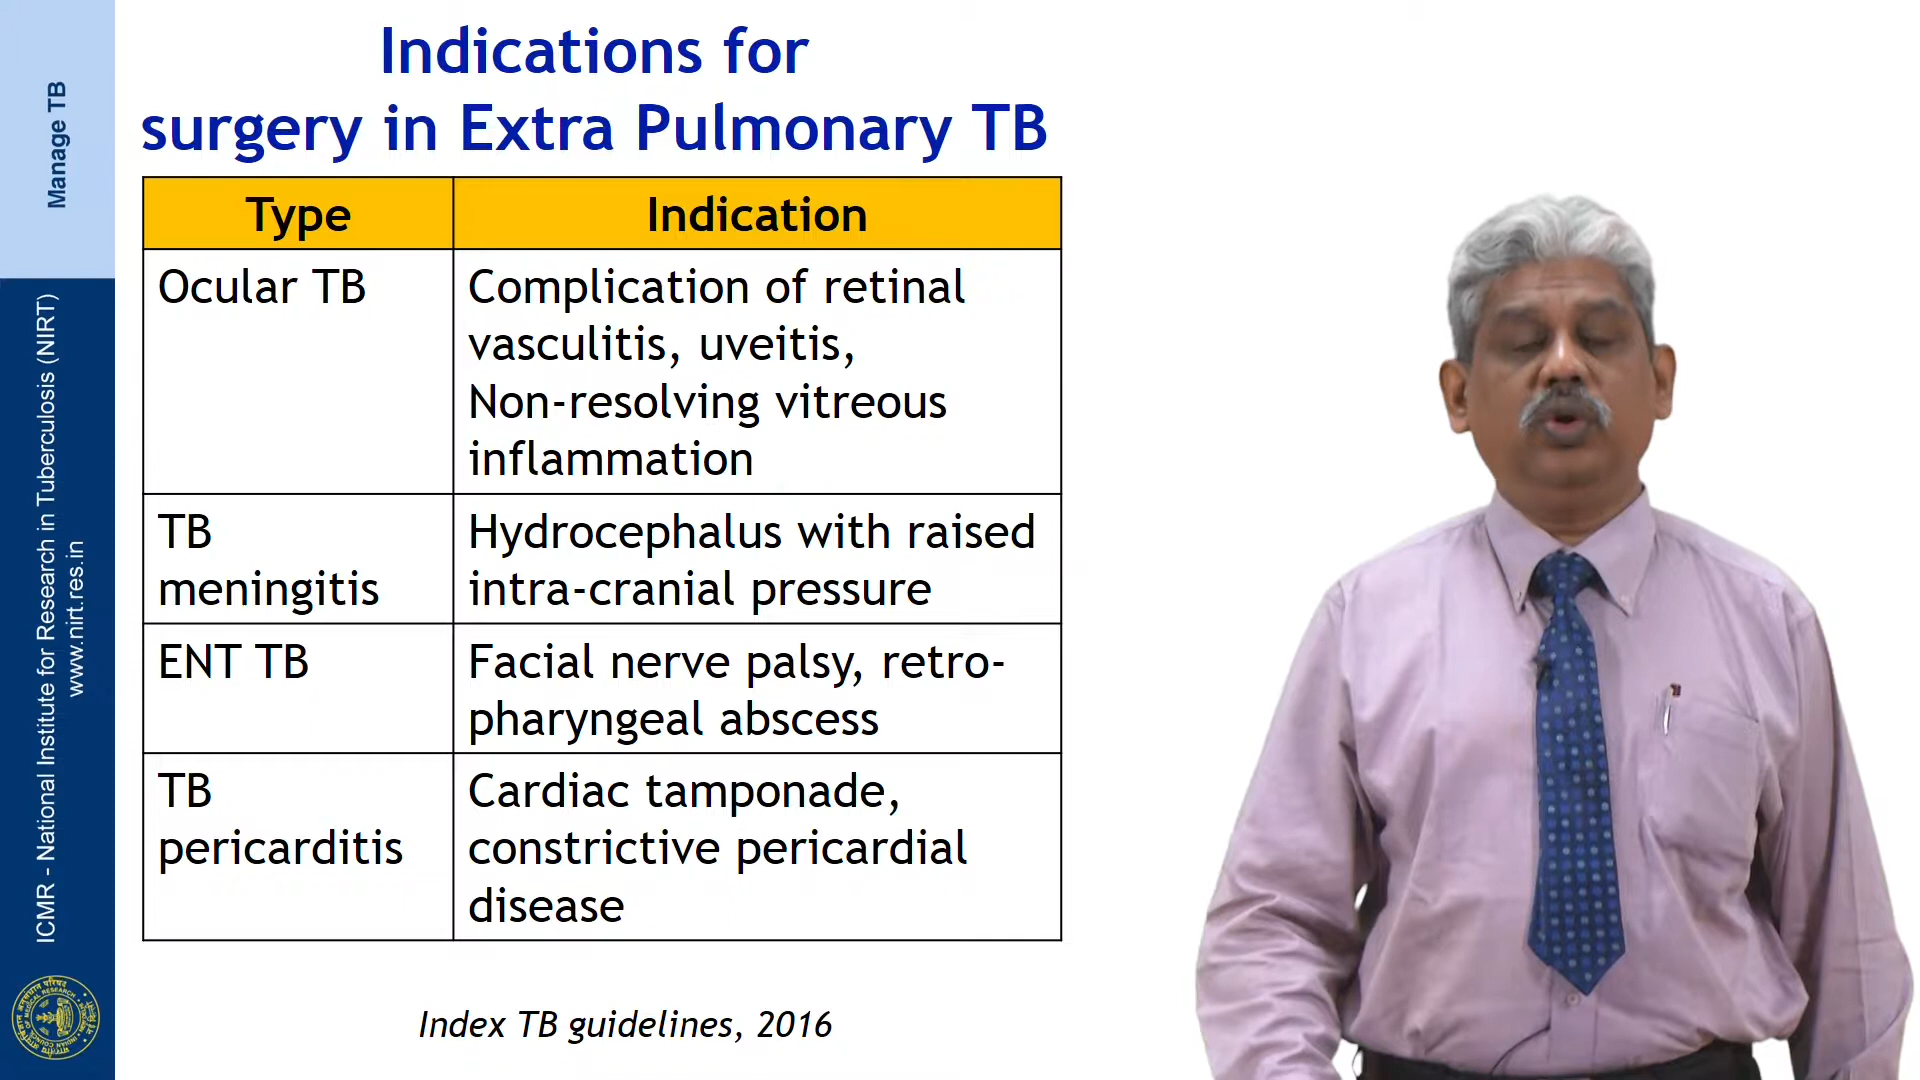 Manage TB
ICMR - National Institute for Research in Tuberculosis (NIRT)
www.nirt.res.in
Indications for
surgery in Extra Pulmonary TB
Type
Indication
Ocular TB
Complication of retinal
vasculitis, uveitis,
Non-resolving vitreous
inflammation
TB
meningitis
Hydrocephalus with raised
intra-cranial pressure
ENT TB
Facial nerve palsy, retro-
pharyngeal abscess
TB
pericarditis
Cardiac tamponade,
constrictive pericardial
disease
Index TB guidelines, 2016